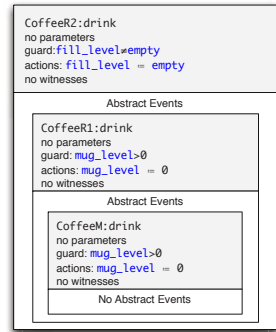 CoffeeR2:drink
no parameters
guard:fill_level≠empty
actions: fill_level ≔ empty
no witnesses
Abstract Events
CoffeeR1:drink
no parameters
guard: mug_level>0
actions: mug_level ≔ 0
no witnesses
Abstract Events
CoffeeM:drink
no parameters
guard: mug_level>0
actions: mug_level ≔ 0
no witnesses
No Abstract Events